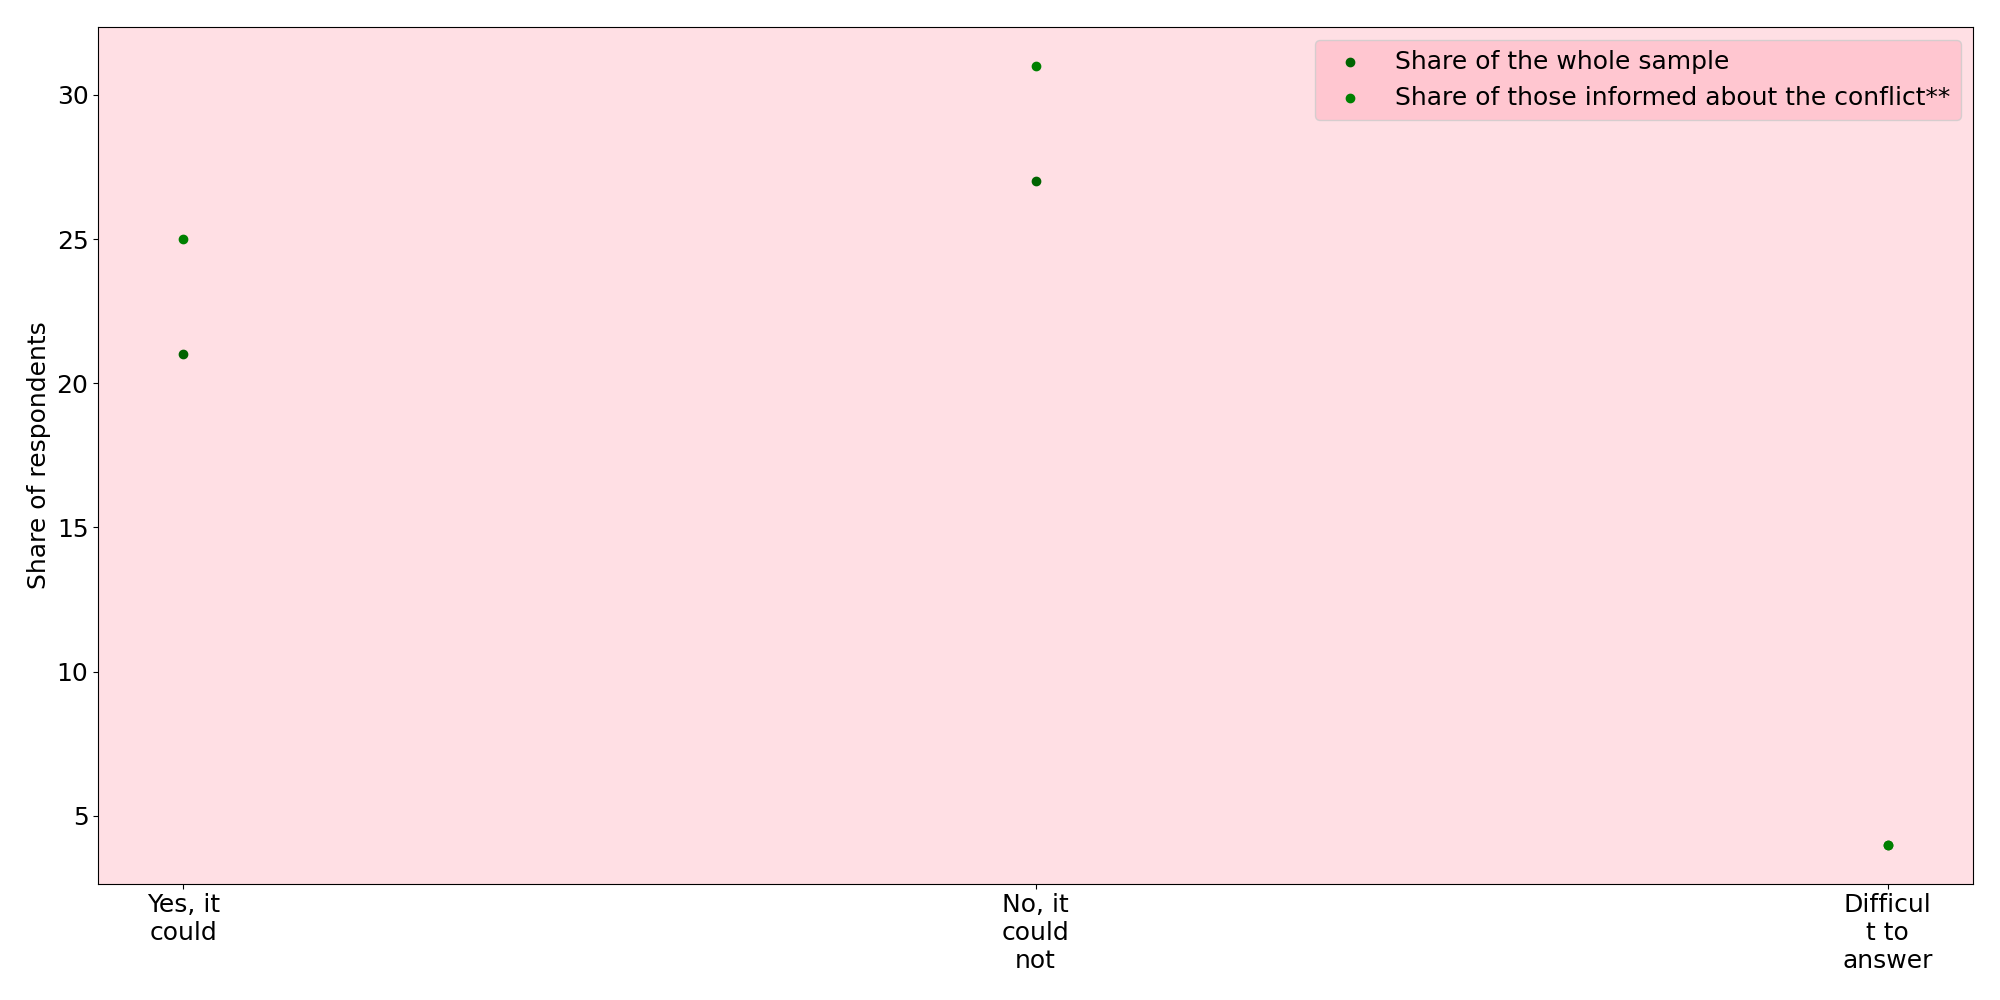 Share of the whole sample
Share of those informed about the conflict**
Share of respondents
30
25
20
15
10
5
Yes, it
could
No, it
could
not
Difficul
t to
answer